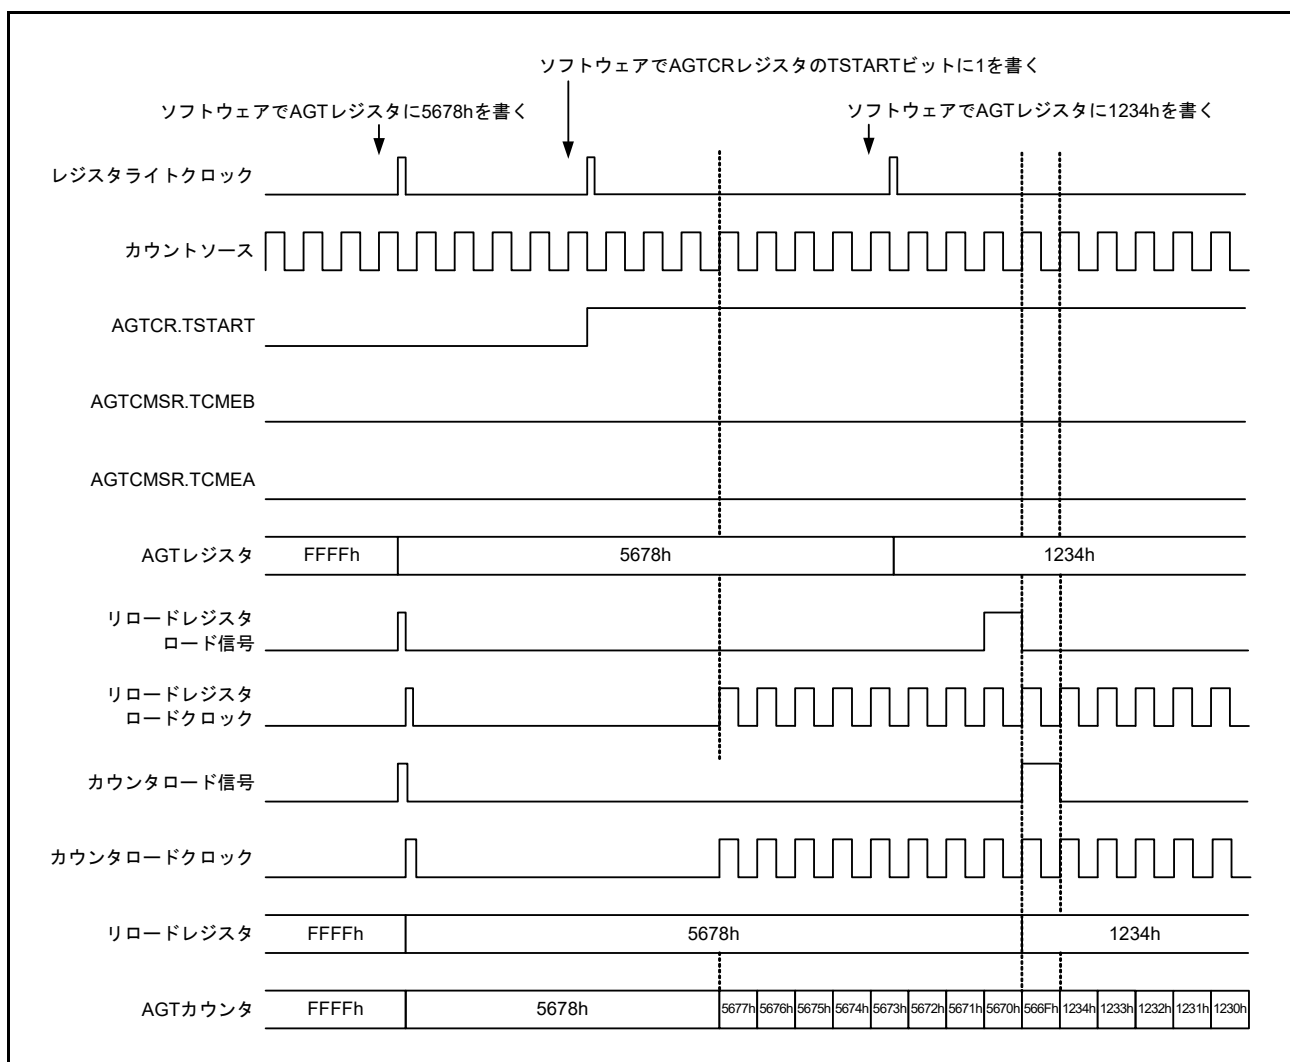 ソフトウェアでAGTCRレジスタのTSTARTビットに1を書く
ソフトウェアでAGTレジスタに5678hを書く
ソフトウェアでAGTレジスタに1234hを書く
レジスタライトクロック
カウントソース
AGTCR.TSTART
AGTCMSR.TCMEB
AGTCMSR.TCMEA
AGTレジスタ FFFFh 5678h 1234h
リロードレジスタ
ロード信号
リロードレジスタ
ロードクロック
カウンタロード信号
カウンタロードクロック
リロードレジスタ FFFFh 5678h 1234h
AGTカウンタ FFFFh 5678h 5677h 5676h 5675h 5674h 5673h 5672h 5671h 5670h 566Fh 1234h 1233h 1232h 1231h 1230h